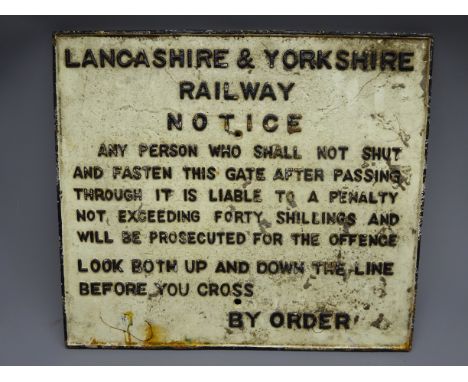 LANCASHIRE & YORKSHIRE
RAILWAY
NOTICE
ANY PERSON WHO SHALL NOT SHUT
AND FASTEN THIS GATE AFTER PASSING
THROUGH IT IS LIABLE TO A PENALTY
NOT EXCEEDING FORTY SHILLINGS AND
WILL BE PROSECUTED FOR THE OFFENCE
LOOK BOTH UP AND DOWN THE LINE
BEFORE YOU CROSS
BY ORDER